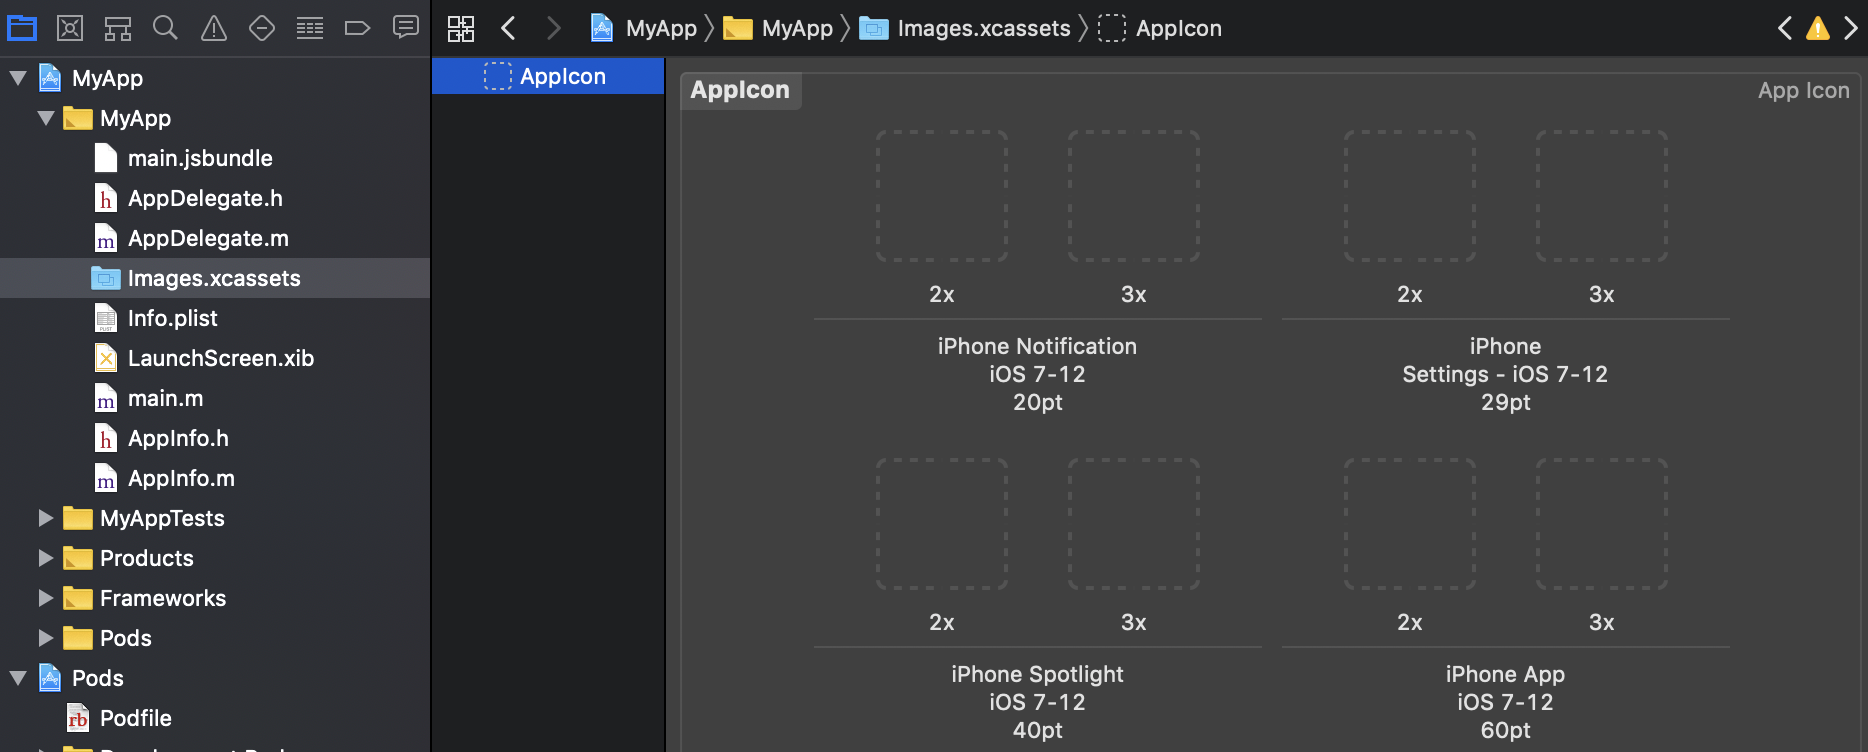 MyApp
MyApp
Images.xcassets
AppIcon
MyApp
MyApp
main.jsbundle
h AppDelegate.h
m AppDelegate.m
Images.xcassets
PLIST Info.plist
LaunchScreen.xib
m main.m
h AppInfo.h
m AppInfo.m
MyAppTests
Products
Frameworks
Pods
Pods
rb Podfile
AppIcon
AppIcon
App Icon
2x 3x 2x 3x
iPhone Notification
iOS 7-12
20pt
iPhone
Settings - iOS 7-12
29pt
2x 3x 2x 3x
iPhone Spotlight
iOS 7-12
40pt
iPhone App
iOS 7-12
60pt